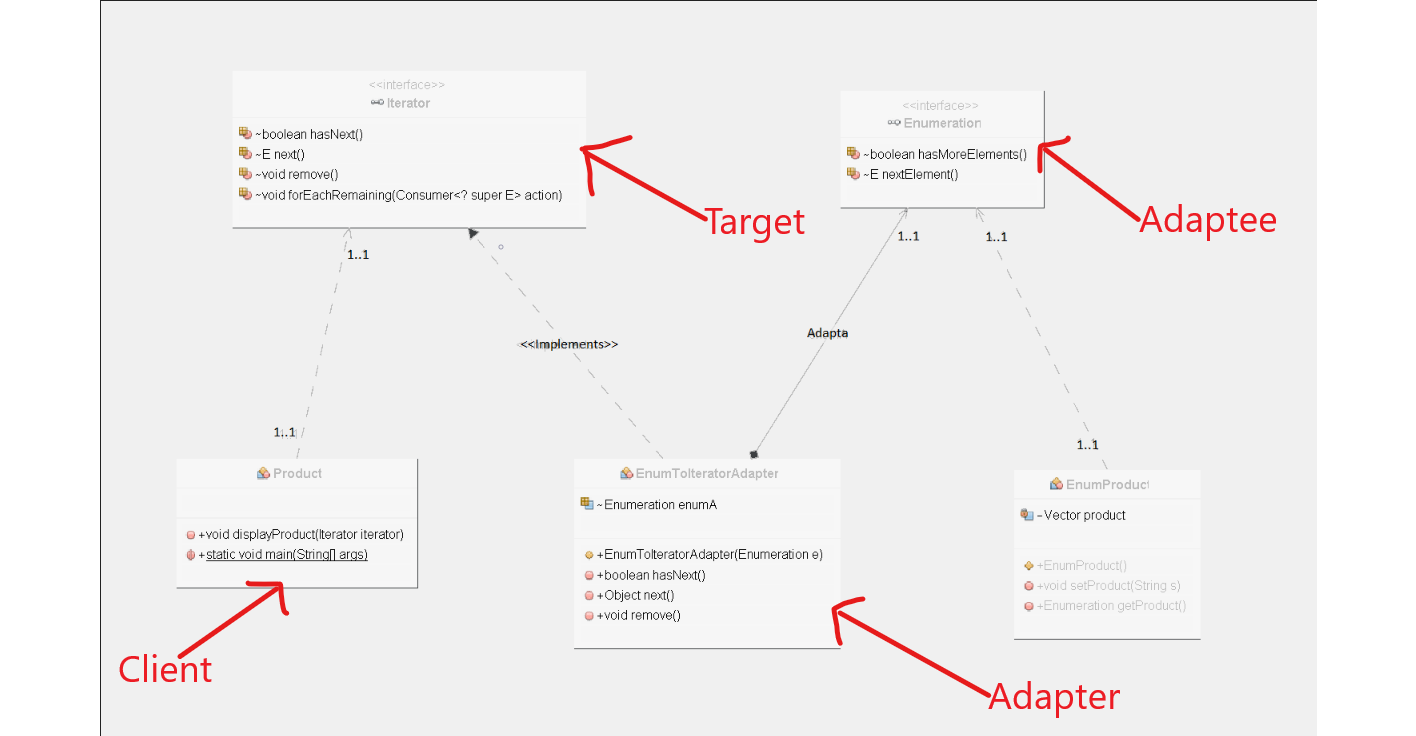 <<interface>>
Iterator
~boolean hasNext()
~E next()
~void remove()
~void forEachRemaining(Consumer<? super E> action)
Target
<<interface>>
Enumeration
~boolean hasMoreElements()
~E nextElement()
Adaptee
1..1
1..1
1..1
<<Implements>>
Adapta
1..1
1..1
Product
+void displayProduct(Iterator iterator)
+static void main(String[] args)
Client
EnumToIteratorAdapter
~Enumeration enumA
+EnumToIteratorAdapter(Enumeration e)
+boolean hasNext()
+Object next()
+void remove()
Adapter
EnumProduct
-Vector product
+EnumProduct()
+void setProduct(String s)
+Enumeration getProduct()